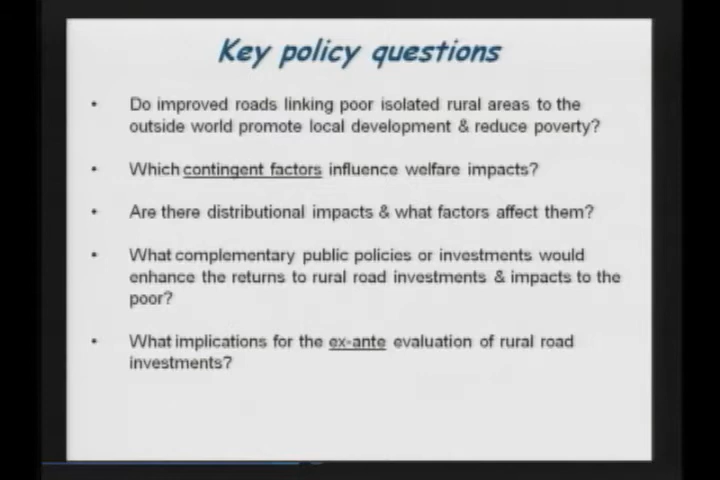 Key policy questions
• Do improved roads linking poor isolated rural areas to the
outside world promote local development & reduce poverty?
• Which contingent factors influence welfare impacts?
• Are there distributional impacts & what factors affect them?
• What complementary public policies or investments would
enhance the returns to rural road investments & impacts to the
poor?
• What implications for the ex-ante evaluation of rural road
investments?